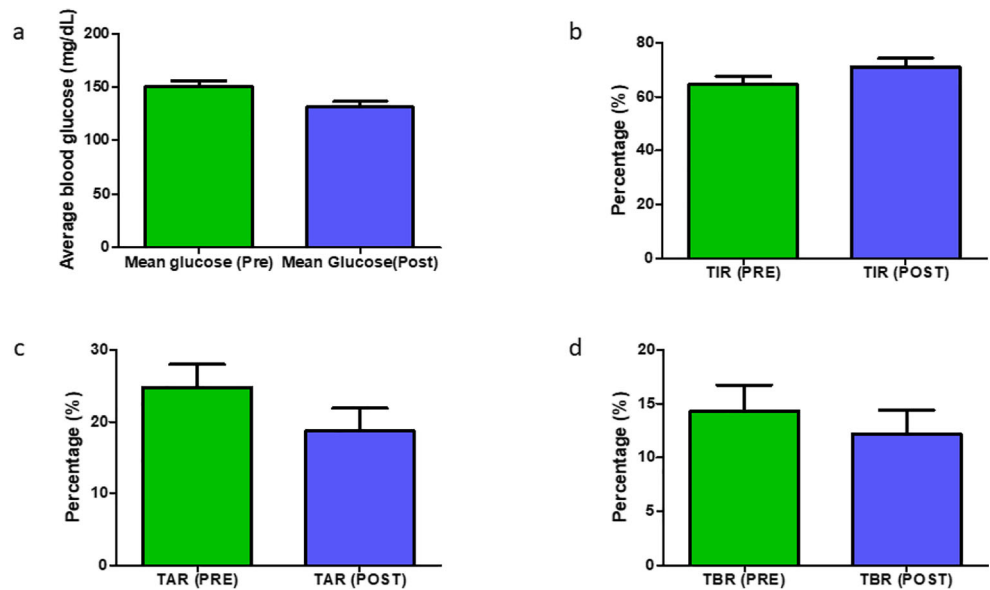 a
Average blood glucose (mg/dL)
200
150
100
50
0
Mean glucose (Pre) Mean Glucose(Post)
b
Percentage (%)
80
60
40
20
0
TIR (PRE) TIR (POST)
c
Percentage (%)
30
20
10
0
TAR (PRE) TAR (POST)
d
Percentage (%)
20
15
10
5
0
TBR (PRE) TBR (POST)